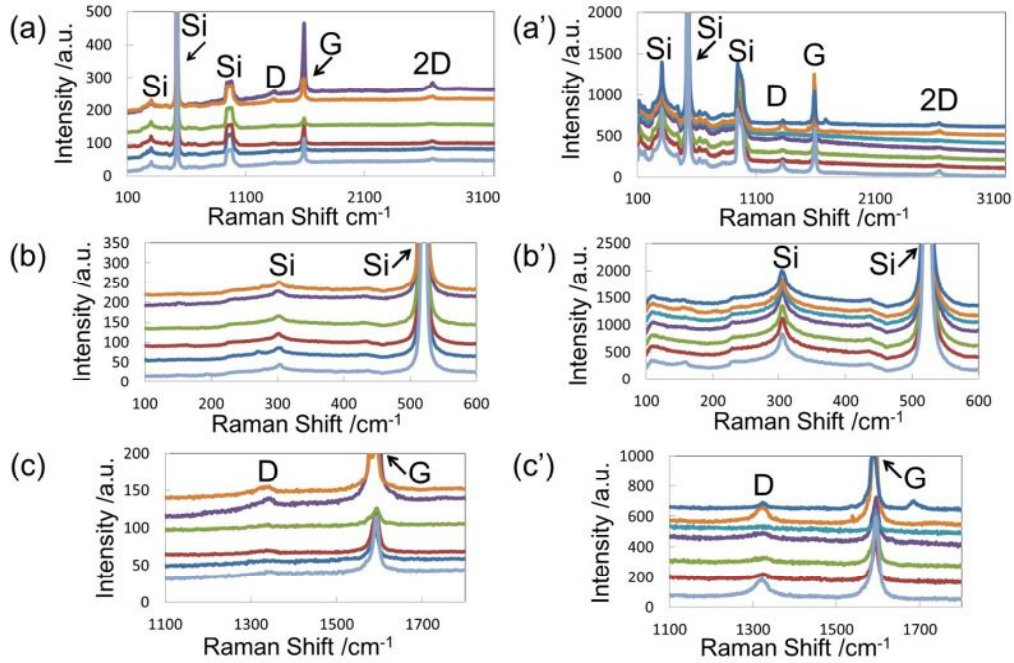 (a)
500
400
300
200
100
0
Intensity /a.u.
Si
Si
Si
D
G
2D
100 1100 2100 3100
Raman Shift cm-1
(a')
2000
1500
1000
500
0
Intensity /a.u.
Si
Si
Si
D
G
2D
100 1100 2100 3100
Raman Shift /cm-1
(b)
350
300
250
200
150
100
50
0
Intensity /a.u.
Si
Si
100 200 300 400 500 600
Raman Shift /cm-1
(b')
2500
2000
1500
1000
500
0
Intensity /a.u.
Si
Si
100 200 300 400 500 600
Raman Shift /cm-1
(c)
200
150
100
50
0
Intensity /a.u.
D
G
1100 1300 1500 1700
Raman Shift /cm-1
(c')
1000
800
600
400
200
0
Intensity /a.u.
D
G
1100 1300 1500 1700
Raman Shift /cm-1